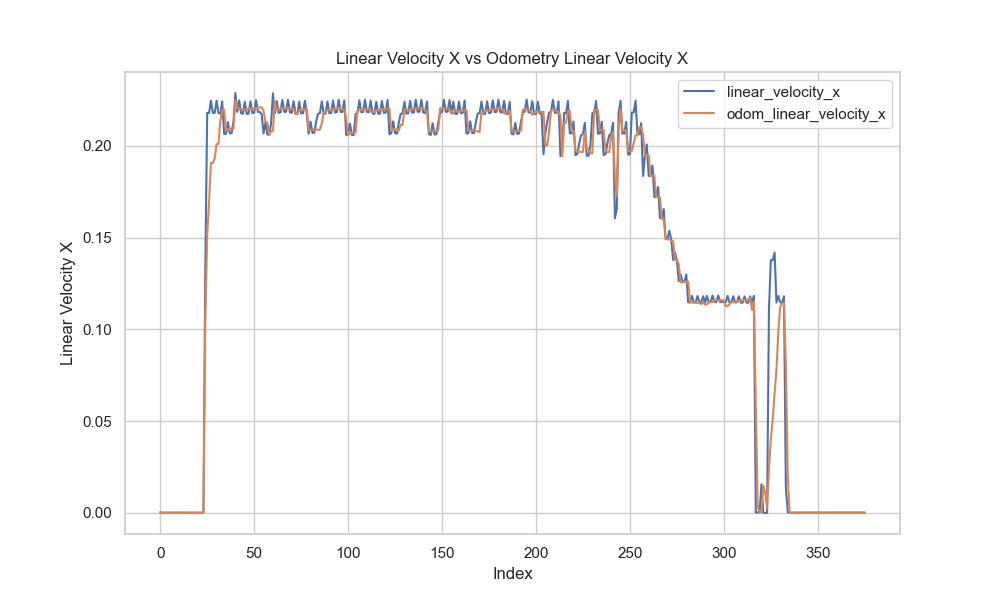 Linear Velocity X vs Odometry Linear Velocity X
linear_velocity_x
odom_linear_velocity_x
Linear Velocity X
0.20
0.15
0.10
0.05
0.00
0 50 100 150 200 250 300 350
Index